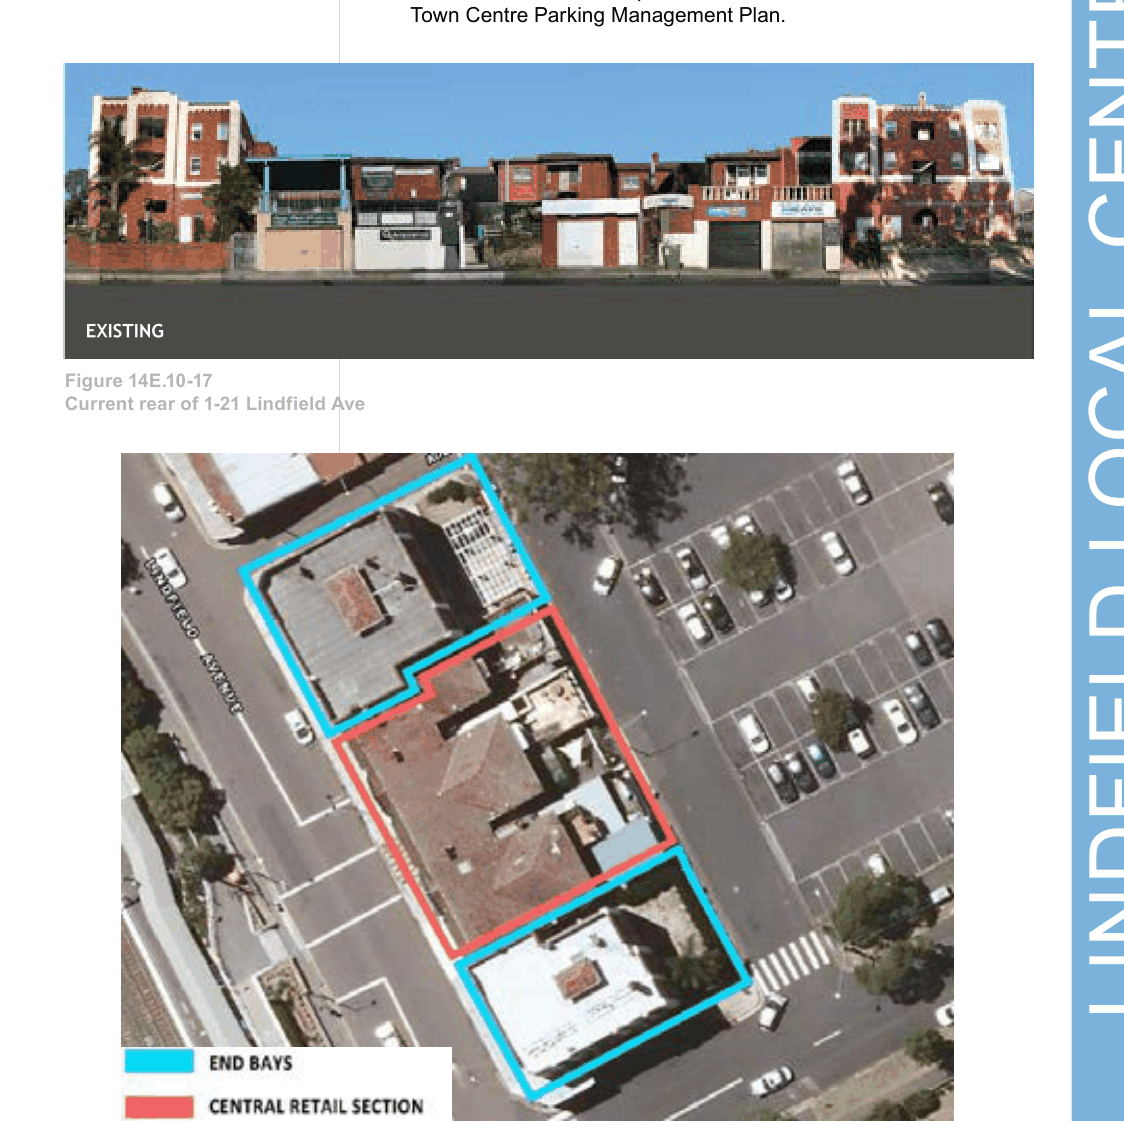 Town Centre Parking Management Plan.
EXISTING
Figure 14E.10-17
Current rear of 1-21 Lindfield Ave
LINDFIELD AVENUE
END BAYS
CENTRAL RETAIL SECTION
LINDFIELD LOCAL CENTRE